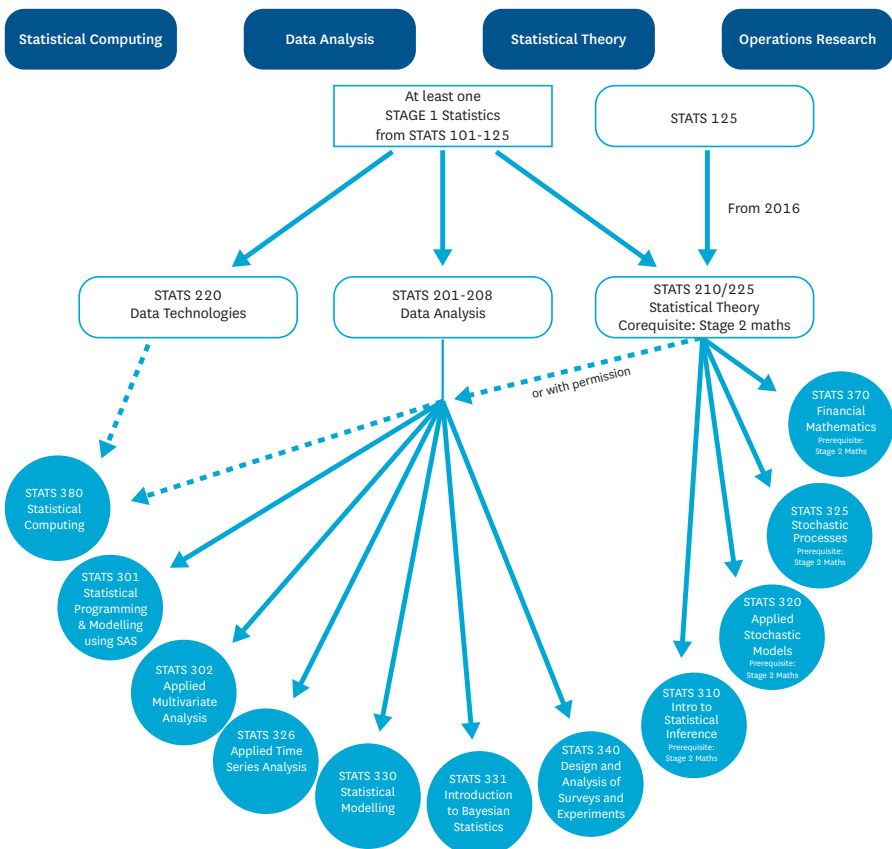 Statistical Computing
Data Analysis
Statistical Theory
Operations Research
At least one
STAGE 1 Statistics
from STATS 101-125
STATS 125
From 2016
STATS 220
Data Technologies
STATS 201-208
Data Analysis
STATS 210/225
Statistical Theory
Corequisite: Stage 2 maths
or with permission
STATS 370
Financial
Mathematics
Prerequisite:
Stage 2 Maths
STATS 380
Statistical
Computing
STATS 325
Stochastic
Processes
Prerequisite:
Stage 2 Maths
STATS 301
Statistical
Programming
& Modelling
using SAS
STATS 320
Applied
Stochastic
Models
Prerequisite:
Stage 2 Maths
STATS 302
Applied
Multivariate
Analysis
STATS 310
Intro to
Statistical
Inference
Prerequisite:
Stage 2 Maths
STATS 326
Applied Time
Series Analysis
STATS 330
Statistical
Modelling
STATS 331
Introduction
to Bayesian
Statistics
STATS 340
Design and
Analysis of
Surveys and
Experiments